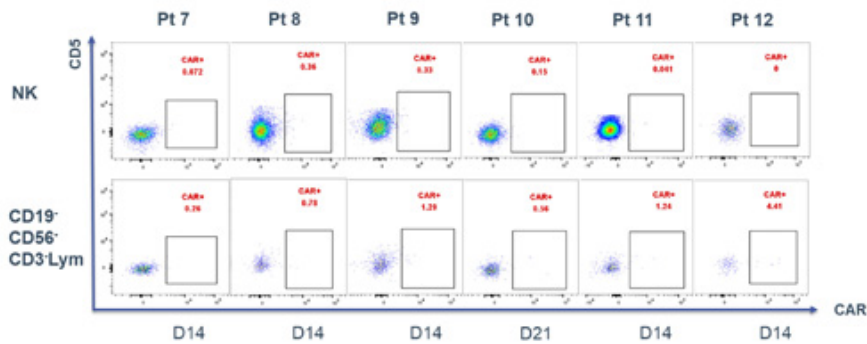 Pt 7 Pt 8 Pt 9 Pt 10 Pt 11 Pt 12
CD5
NK
CAR+ CAR+ CAR+ CAR+ CAR+ CAR+
0.072 0.36 0.33 0.15 0.041 0
CD19-
CD56-
CD3-Lym
CAR+ CAR+ CAR+ CAR+ CAR+ CAR+
0.26 0.78 1.29 0.56 1.24 4.41
CAR
D14 D14 D14 D21 D14 D14